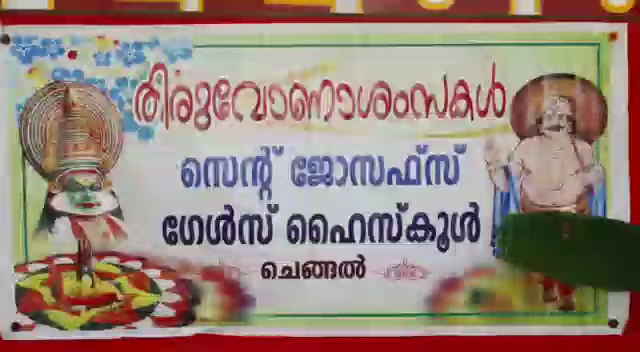 തിരുവോണാശംസകൾ
സെന്റ് ജോസഫ്സ്
ഗേൾസ് ഹൈസ്കൂൾ
ചെങ്ങൽ